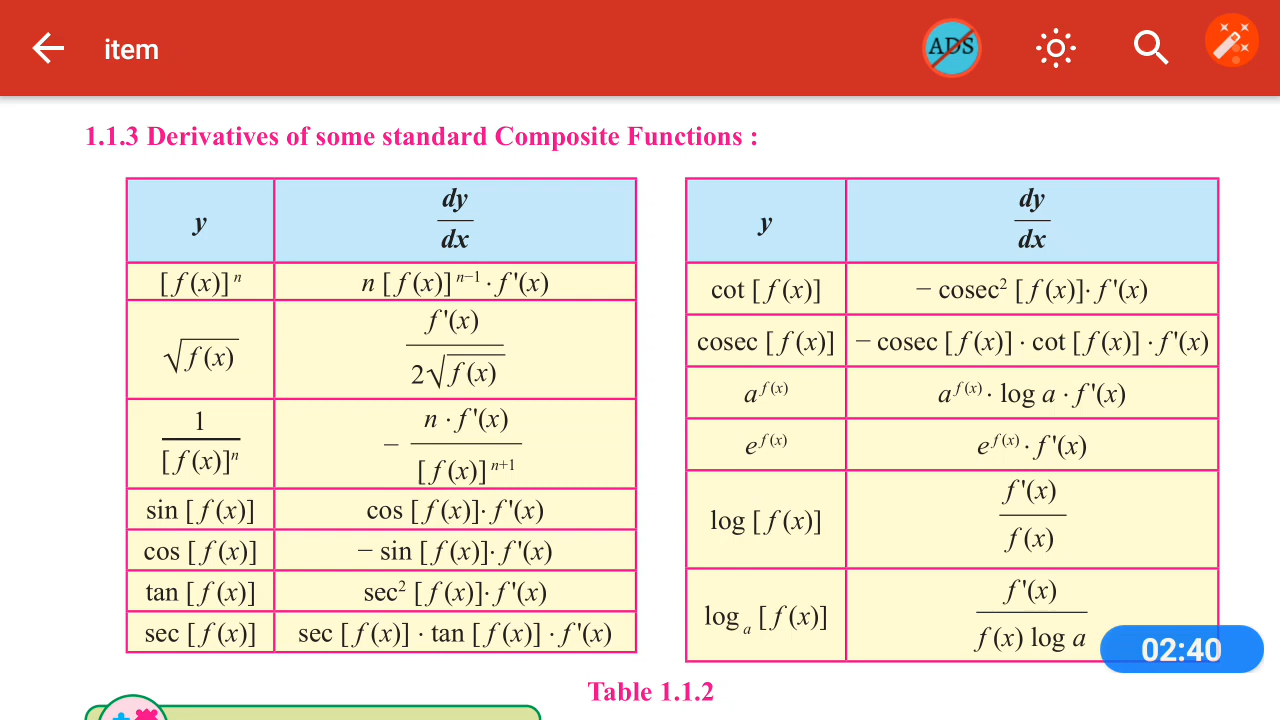 item
ADS
1.1.3 Derivatives of some standard Composite Functions :
y	dy/dx
[f(x)]ⁿ	n [f(x)]ⁿ⁻¹ · f'(x)
√f(x)	f'(x) / 2√f(x)
1 / [f(x)]ⁿ	− n · f'(x) / [f(x)]ⁿ⁺¹
sin [f(x)]	cos [f(x)]· f'(x)
cos [f(x)]	− sin [f(x)]· f'(x)
tan [f(x)]	sec² [f(x)]· f'(x)
sec [f(x)]	sec [f(x)] · tan [f(x)] · f'(x)
y	dy/dx
cot [f(x)]	− cosec² [f(x)]· f'(x)
cosec [f(x)]	− cosec [f(x)] · cot [f(x)] · f'(x)
a^f(x)	a^f(x) · log a · f'(x)
e^f(x)	e^f(x) · f'(x)
log [f(x)]	f'(x) / f(x)
logₐ [f(x)]	f'(x) / f(x) log a
02:40
Table 1.1.2